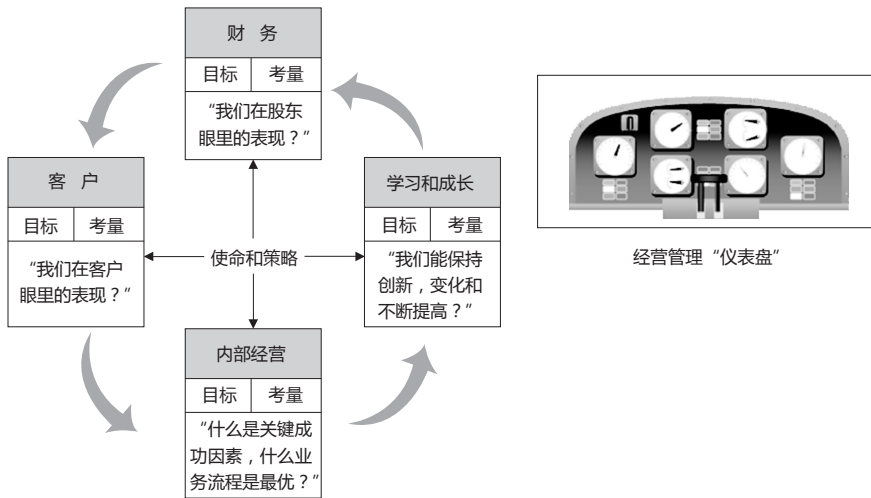 财 务
目标 考量
“我们在股东
眼里的表现？”
客 户
目标 考量
“我们在客户
眼里的表现？”
使命和策略
学习和成长
目标 考量
“我们能保持
创新，变化和
不断提高？”
内部经营
目标 考量
“什么是关键成
功因素，什么业
务流程是最优？”
经营管理“仪表盘”